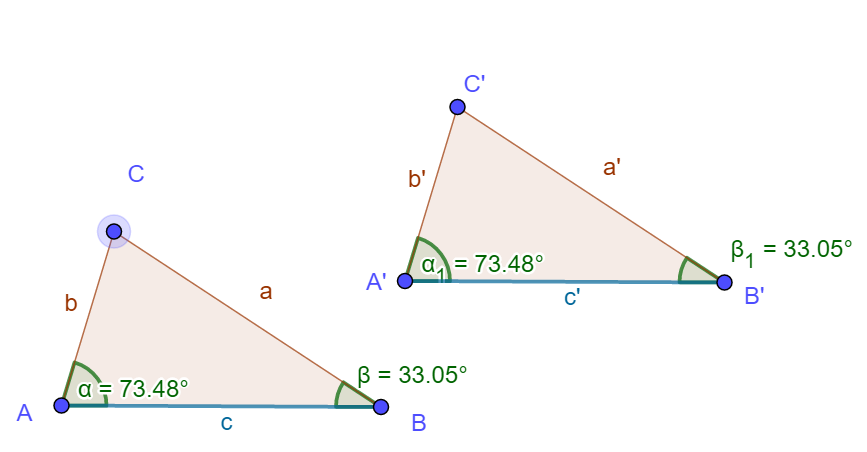 C'
a'
b'
C
β₁ = 33.05°
α₁ = 73.48°
A'
B'
c'
a
b
β = 33.05°
α = 73.48°
A
B
c